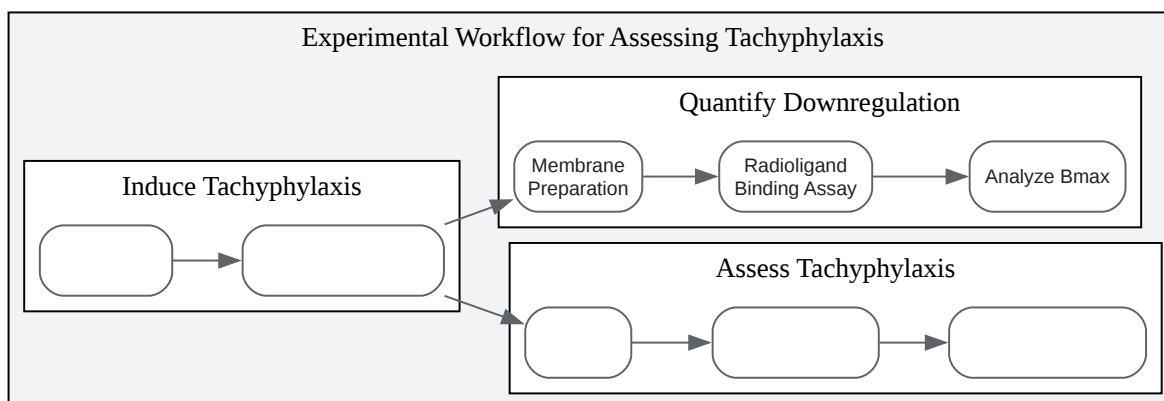 Experimental Workflow for Assessing Tachyphylaxis
Quantify Downregulation
Membrane
Preparation
Radioligand
Binding Assay
Analyze Bmax
Induce Tachyphylaxis
Assess Tachyphylaxis